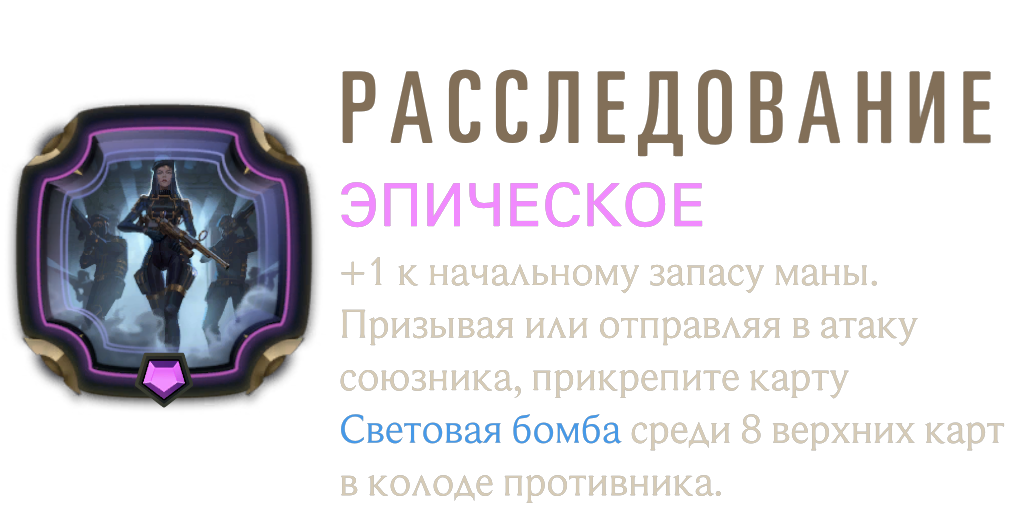 РАССЛЕДОВАНИЕ
ЭПИЧЕСКОЕ
+1 к начальному запасу маны.
Призывая или отправляя в атаку
союзника, прикрепите карту
Световая бомба среди 8 верхних карт
в колоде противника.